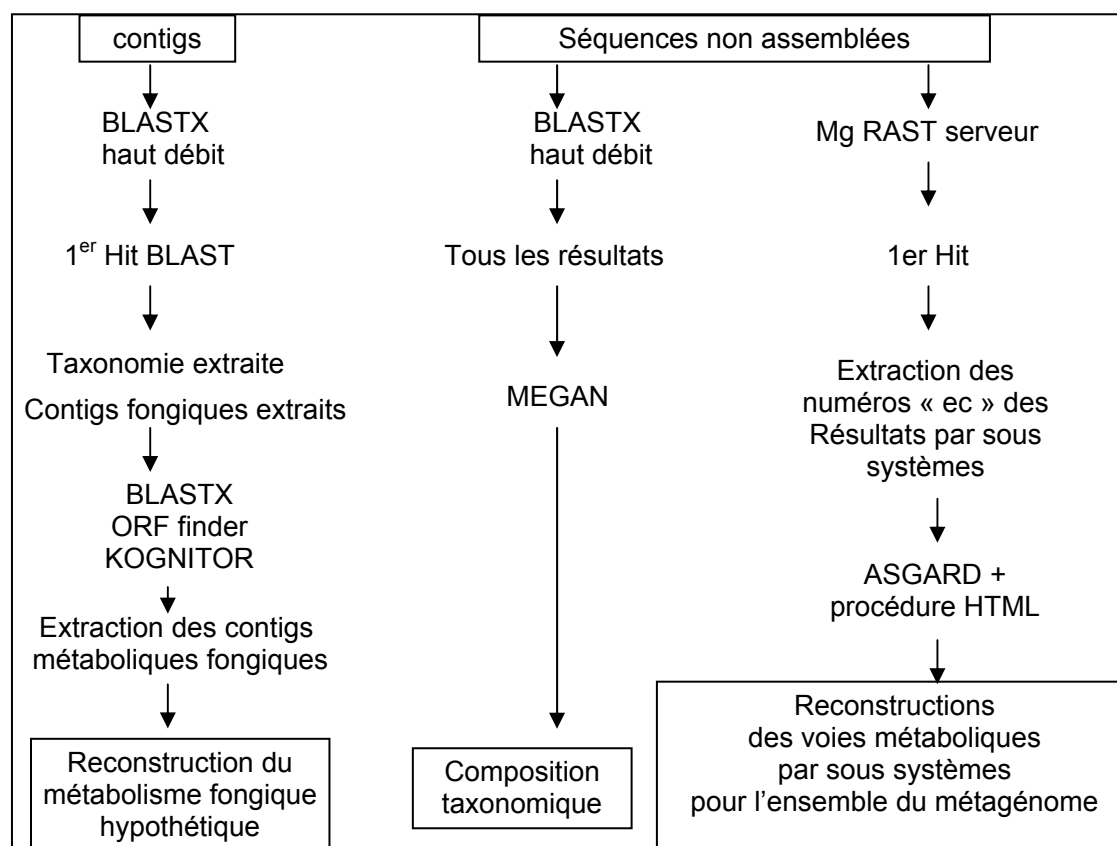 contigs
BLASTX
haut débit
1er Hit BLAST
Taxonomie extraite
Contigs fongiques extraits
BLASTX
ORF finder
KOGNITOR
Extraction des contigs
métaboliques fongiques
Reconstruction du
métabolisme fongique
hypothétique
Séquences non assemblées
BLASTX
haut débit
Tous les résultats
MEGAN
Composition
taxonomique
Mg RAST serveur
1er Hit
Extraction des
numéros « ec » des
Résultats par sous
systèmes
ASGARD +
procédure HTML
Reconstructions
des voies métaboliques
par sous systèmes
pour l’ensemble du métagénome